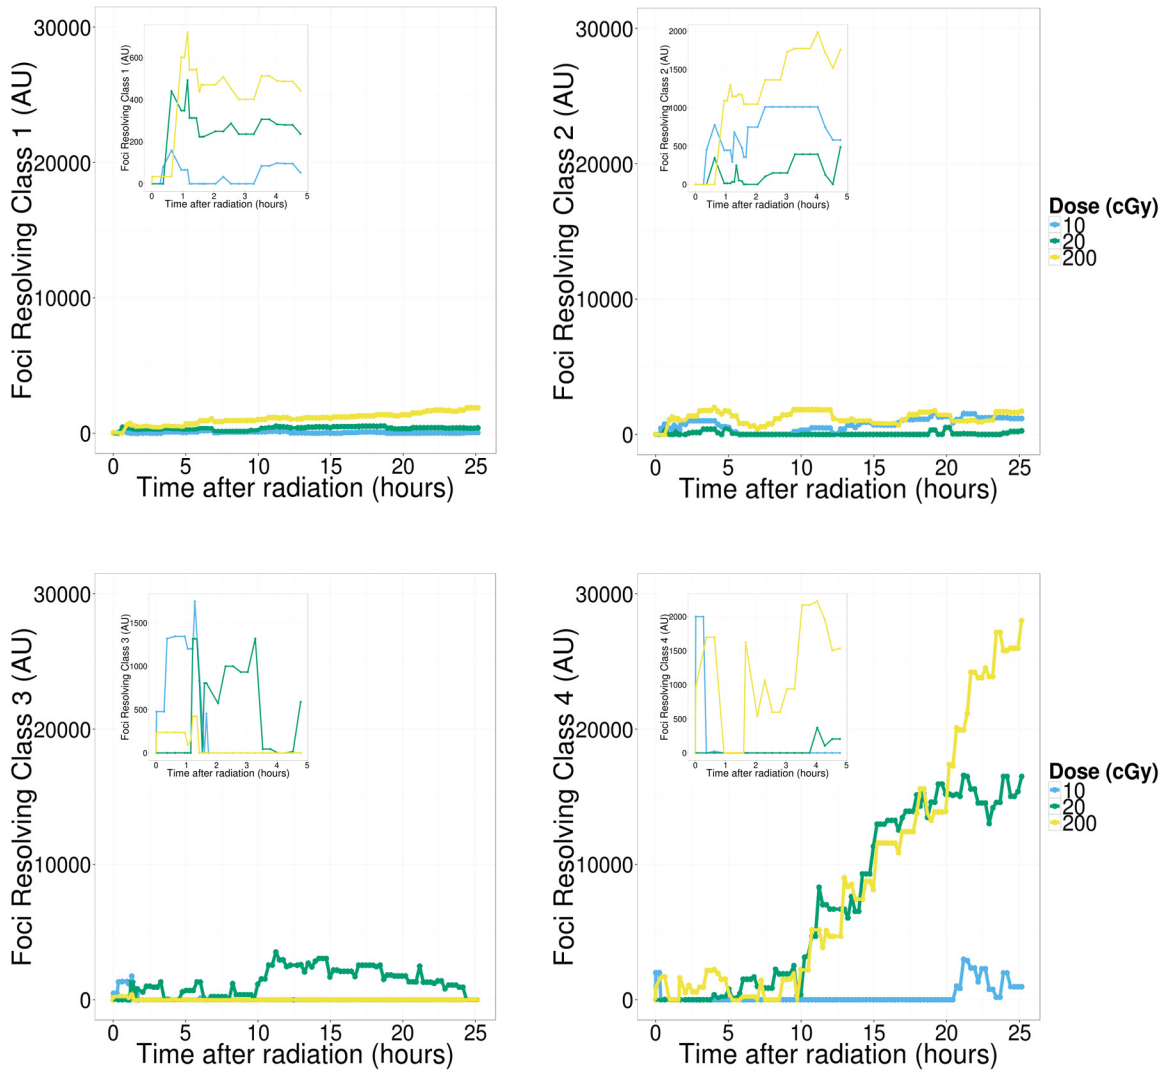 Foci Resolving Class 1 (AU)
30000
20000
10000
0
0 5 10 15 20 25
Time after radiation (hours)
Foci Resolving Class 1 (AU)
600
400
200
0
0 1 2 3 4 5
Time after radiation (hours)
Foci Resolving Class 2 (AU)
30000
20000
10000
0
0 5 10 15 20 25
Time after radiation (hours)
Foci Resolving Class 2 (AU)
2000
1500
1000
500
0
0 1 2 3 4 5
Time after radiation (hours)
Dose (cGy)
10
20
200
Foci Resolving Class 3 (AU)
30000
20000
10000
0
0 5 10 15 20 25
Time after radiation (hours)
Foci Resolving Class 3 (AU)
1500
1000
500
0
0 1 2 3 4 5
Time after radiation (hours)
Foci Resolving Class 4 (AU)
30000
20000
10000
0
0 5 10 15 20 25
Time after radiation (hours)
Foci Resolving Class 4 (AU)
2000
1500
1000
500
0
0 1 2 3 4 5
Time after radiation (hours)
Dose (cGy)
10
20
200